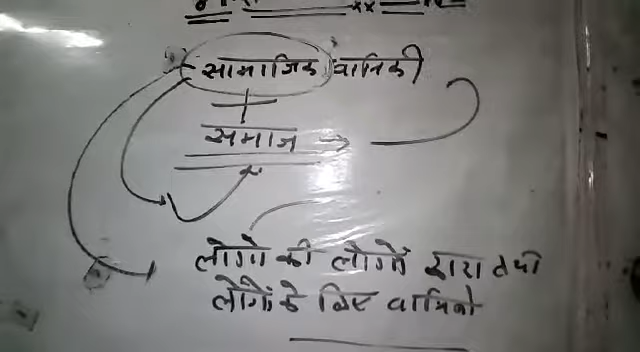 सामाजिक वानिकी
समाज
लोगो की लोगों द्वारा तथा
लोगों के लिए वानिकी